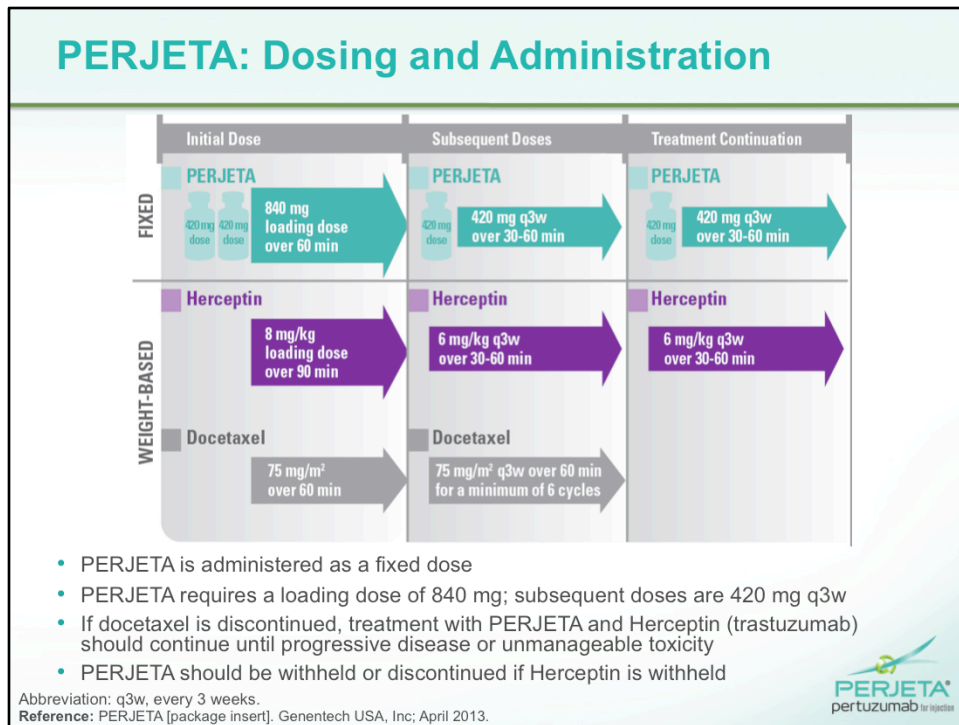 PERJETA: Dosing and Administration
Initial Dose
Subsequent Doses
Treatment Continuation
FIXED
PERJETA
420 mg
dose
420 mg
dose
840 mg
loading dose
over 60 min
PERJETA
420 mg
dose
420 mg q3w
over 30-60 min
PERJETA
420 mg
dose
420 mg q3w
over 30-60 min
WEIGHT-BASED
Herceptin
8 mg/kg
loading dose
over 90 min
Herceptin
6 mg/kg q3w
over 30-60 min
Herceptin
6 mg/kg q3w
over 30-60 min
Docetaxel
75 mg/m²
over 60 min
Docetaxel
75 mg/m² q3w over 60 min
for a minimum of 6 cycles
• PERJETA is administered as a fixed dose
• PERJETA requires a loading dose of 840 mg; subsequent doses are 420 mg q3w
• If docetaxel is discontinued, treatment with PERJETA and Herceptin (trastuzumab)
should continue until progressive disease or unmanageable toxicity
• PERJETA should be withheld or discontinued if Herceptin is withheld
Abbreviation: q3w, every 3 weeks.
Reference: PERJETA [package insert]. Genentech USA, Inc; April 2013.
PERJETA®
pertuzumab for injection